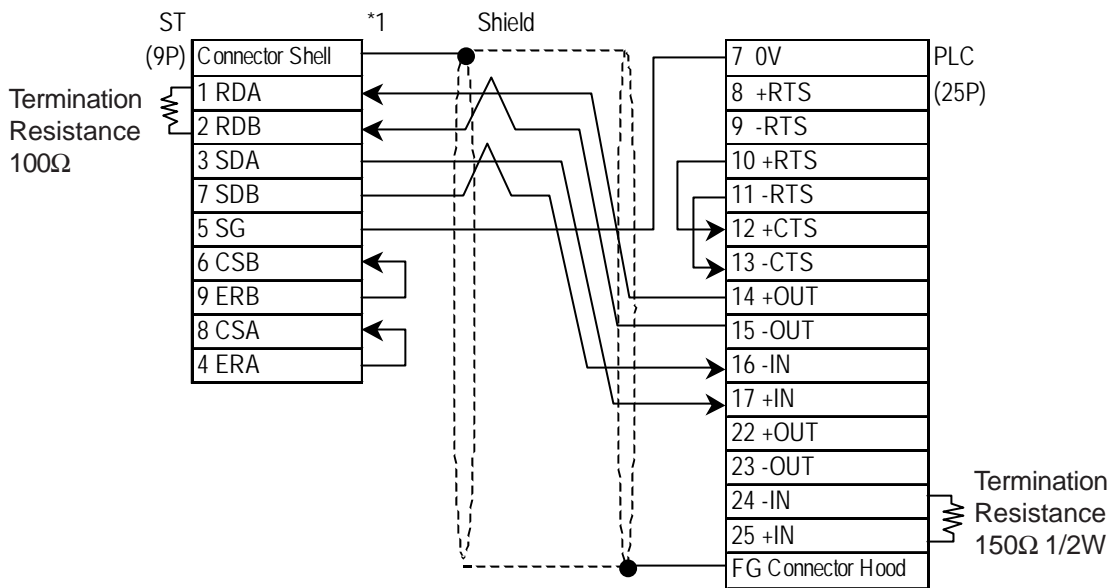 ST
(9P)
*1
Shield
Connector Shell
1 RDA
2 RDB
3 SDA
7 SDB
5 SG
6 CSB
9 ERB
8 CSA
4 ERA
Termination
Resistance
100Ω
7 0V
8 +RTS
9 -RTS
10 +RTS
11 -RTS
12 +CTS
13 -CTS
14 +OUT
15 -OUT
16 -IN
17 +IN
22 +OUT
23 -OUT
24 -IN
25 +IN
FG Connector Hood
PLC
(25P)
Termination
Resistance
150Ω 1/2W